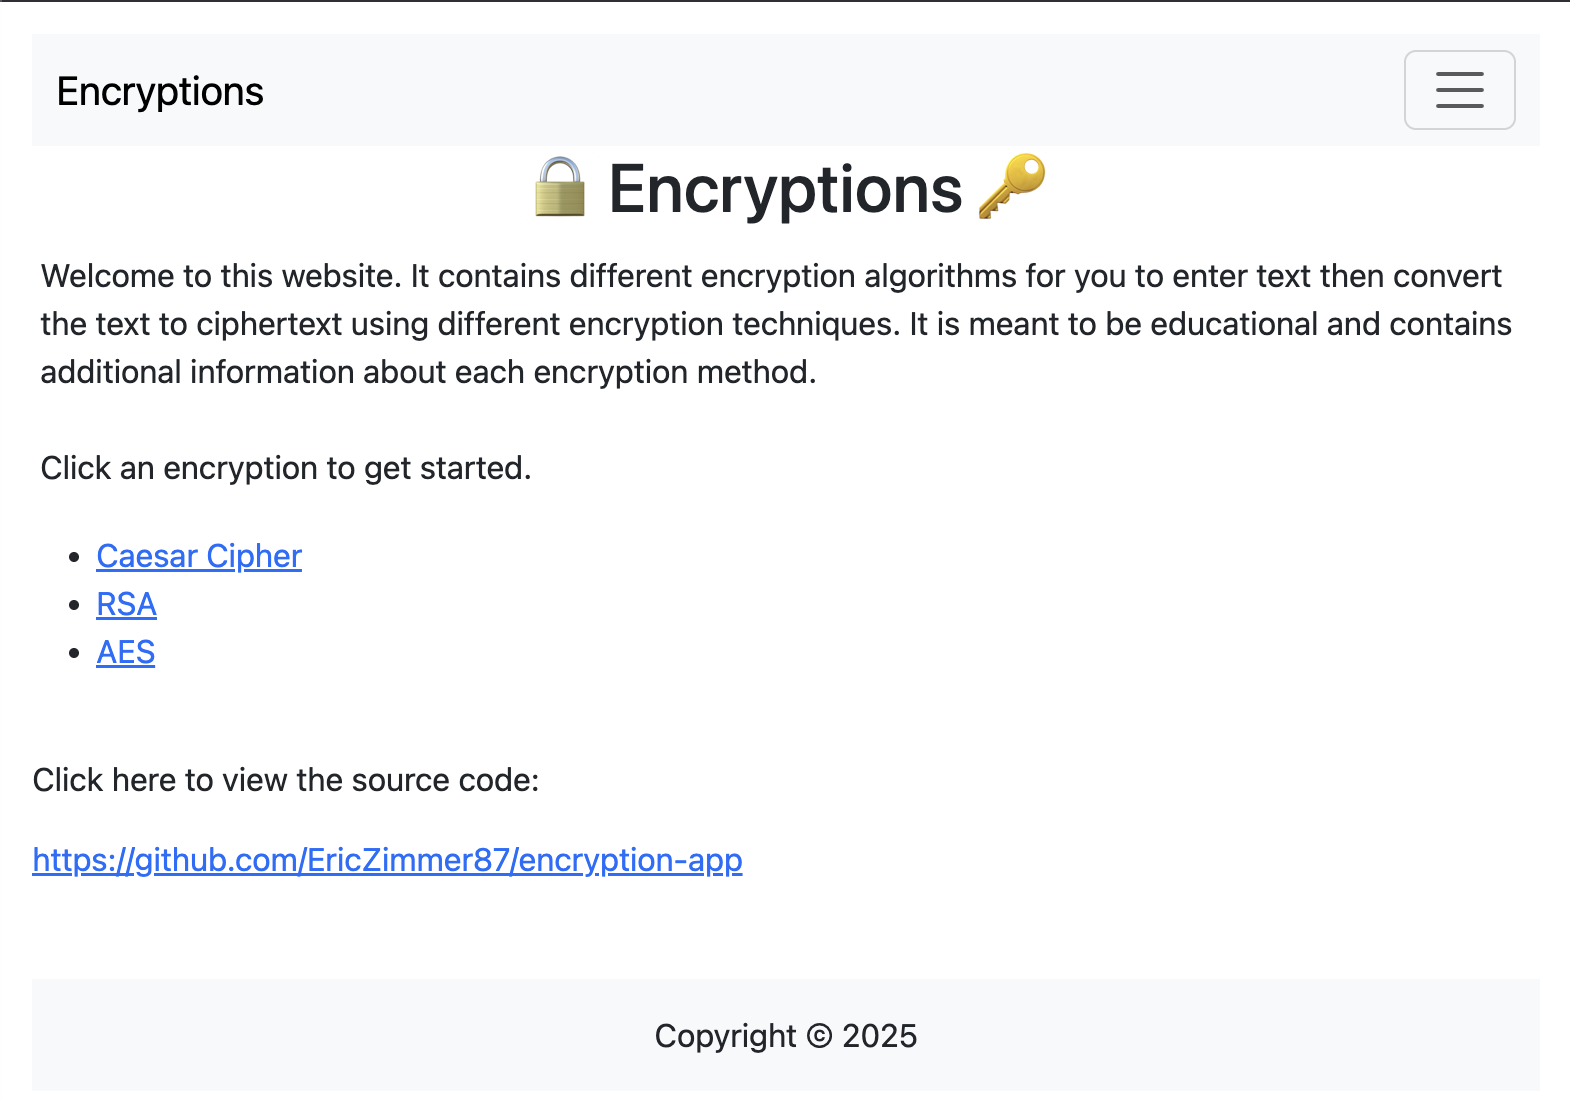 Encryptions
🔒 Encryptions 🔑
Welcome to this website. It contains different encryption algorithms for you to enter text then convert
the text to ciphertext using different encryption techniques. It is meant to be educational and contains
additional information about each encryption method.
Click an encryption to get started.
• Caesar Cipher
• RSA
• AES
Click here to view the source code:
https://github.com/EricZimmer87/encryption-app
Copyright © 2025